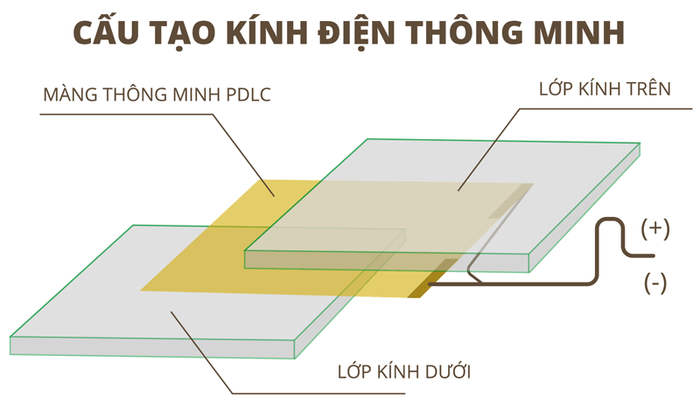 CẤU TẠO KÍNH ĐIỆN THÔNG MINH
MÀNG THÔNG MINH PDLC
LỚP KÍNH TRÊN
(+)
(-)
LỚP KÍNH DƯỚI